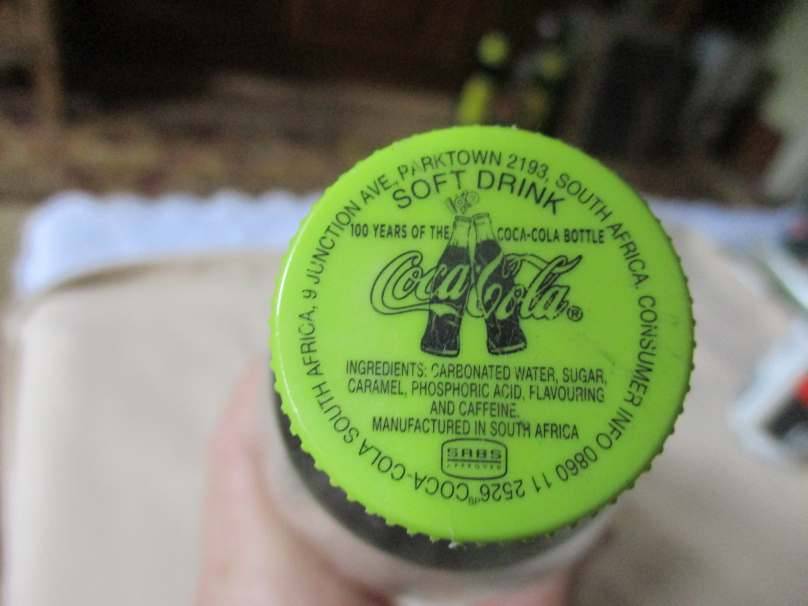 COCA-COLA SOUTH AFRICA, 9 JUNCTION AVE, PARKTOWN 2193, SOUTH AFRICA. CONSUMER INFO 0860 11 2526
SOFT DRINK
100 YEARS OF THE COCA-COLA BOTTLE
Coca-Cola®
INGREDIENTS: CARBONATED WATER, SUGAR,
CARAMEL, PHOSPHORIC ACID, FLAVOURING
AND CAFFEINE.
MANUFACTURED IN SOUTH AFRICA
SABS
APPROVED